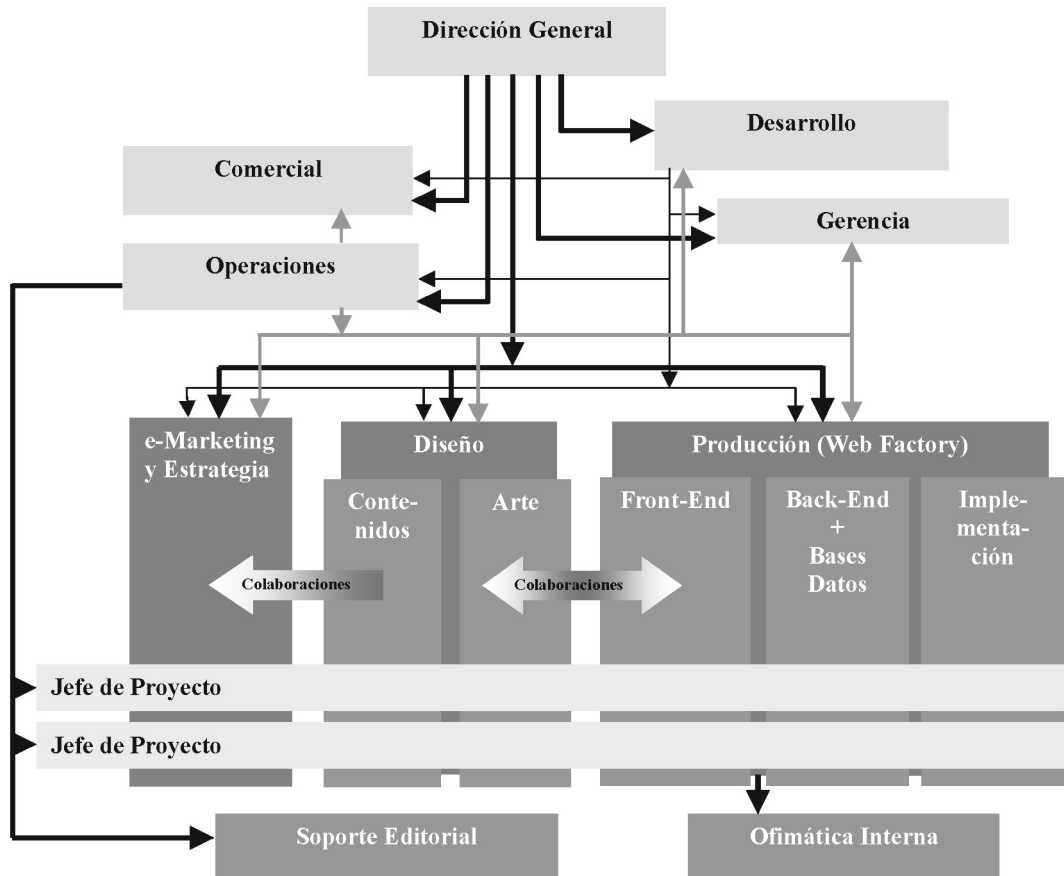 Dirección General
Desarrollo
Comercial
Gerencia
Operaciones
e-Marketing
y Estrategia
Diseño
Producción (Web Factory)
Conte-
nidos
Arte
Front-End
Back-End
+
Bases
Datos
Imple-
menta-
ción
Colaboraciones
Colaboraciones
Jefe de Proyecto
Jefe de Proyecto
Soporte Editorial
Ofimática Interna